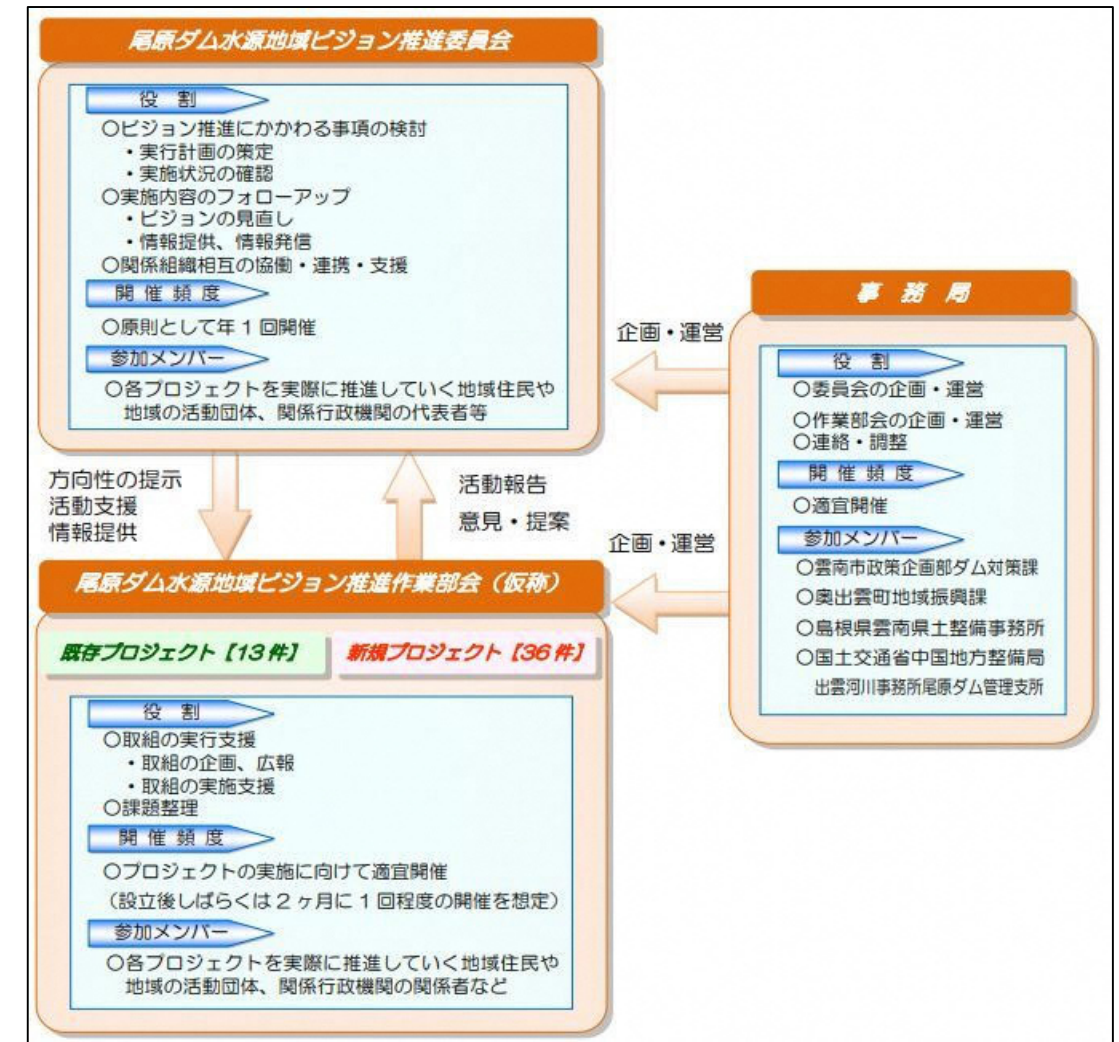 尾原ダム水源地域ビジョン推進委員会
役 割
○ビジョン推進にかかわる事項の検討
・実行計画の策定
・実施状況の確認
○実施内容のフォローアップ
・ビジョンの見直し
・情報提供、情報発信
○関係組織相互の協働・連携・支援
開 催 頻 度
○原則として年1回開催
参加メンバー
○各プロジェクトを実際に推進していく地域住民や
地域の活動団体、関係行政機関の代表者等
方向性の提示
活動支援
情報提供
活動報告
意見・提案
企画・運営
企画・運営
事 務 局
役 割
○委員会の企画・運営
○作業部会の企画・運営
○連絡・調整
開 催 頻 度
○適宜開催
参加メンバー
○雲南市政策企画部ダム対策課
○奥出雲町地域振興課
○島根県雲南県土整備事務所
○国土交通省中国地方整備局
出雲河川事務所尾原ダム管理支所
尾原ダム水源地域ビジョン推進作業部会（仮称）
既存プロジェクト【13件】
新規プロジェクト【36件】
役 割
○取組の実行支援
・取組の企画、広報
・取組の実施支援
○課題整理
開 催 頻 度
○プロジェクトの実施に向けて適宜開催
（設立後しばらくは2ヶ月に1回程度の開催を想定）
参加メンバー
○各プロジェクトを実際に推進していく地域住民や
地域の活動団体、関係行政機関の関係者など